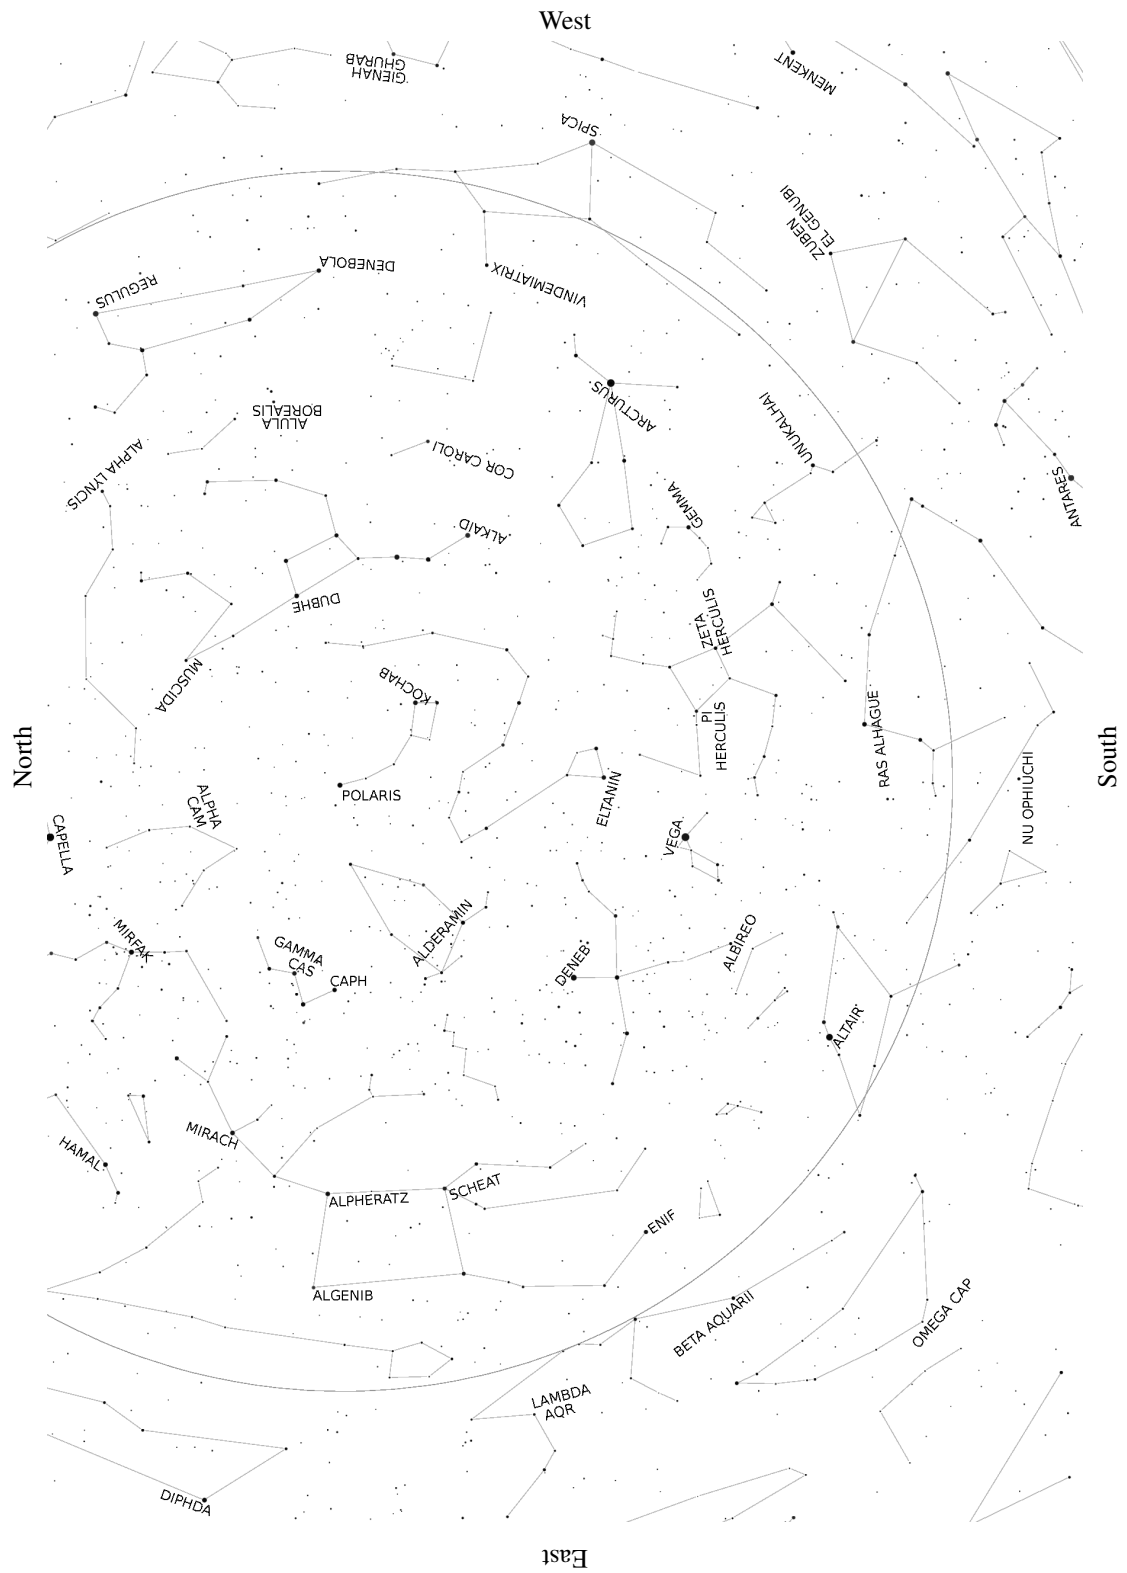 West
GIENAH
GHURAB
MENKENT
SPICA
ZUBEN
EL GENUBI
DENEBOLA
REGULUS
VINDEMIATRIX
ARCTURUS
UNUKALHAI
ALULA
BOREALIS
COR CAROLI
ALPHA LYNCIS
ANTARES
GEMMA
ALKAID
DUBHE
ZETA
HERCULIS
MUSCIDA
KOCHAB
PI
HERCULIS
RAS ALHAGUE
North
South
NU OPHIUCHI
POLARIS
ELTANIN
ALPHA
CAM
CAPELLA
VEGA
MIRFAK
GAMMA
CAS
CAPH
ALDERAMIN
DENEB
ALBIREO
ALTAIR
MIRACH
HAMAL
ALPHERATZ
SCHEAT
ENIF
ALGENIB
BETA AQUARII
OMEGA CAP
LAMBDA
AQR
DIPHDA
East